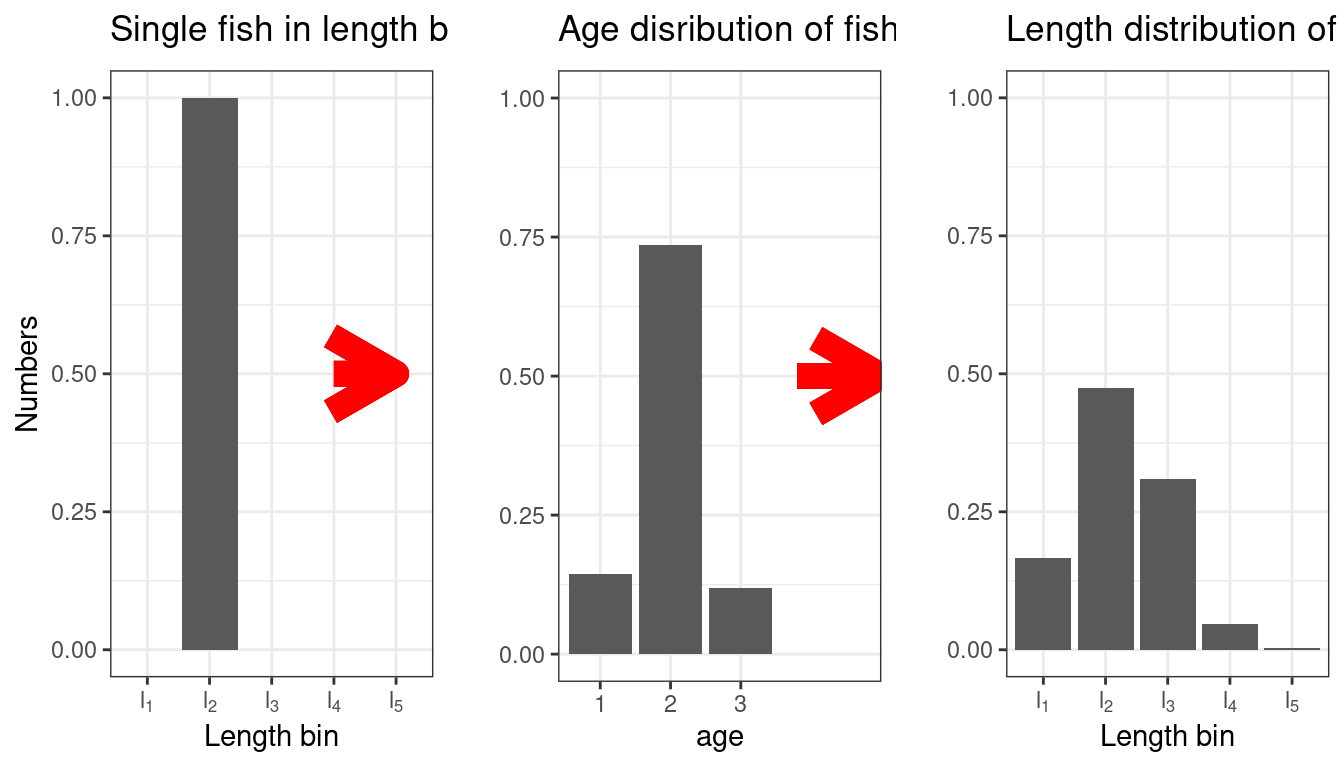 Single fish in length b
Numbers
1.00
0.75
0.50
0.25
0.00
l1 l2 l3 l4 l5
Length bin
Age disribution of fish
1.00
0.75
0.50
0.25
0.00
1 2 3
age
Length distribution of
1.00
0.75
0.50
0.25
0.00
l1 l2 l3 l4 l5
Length bin